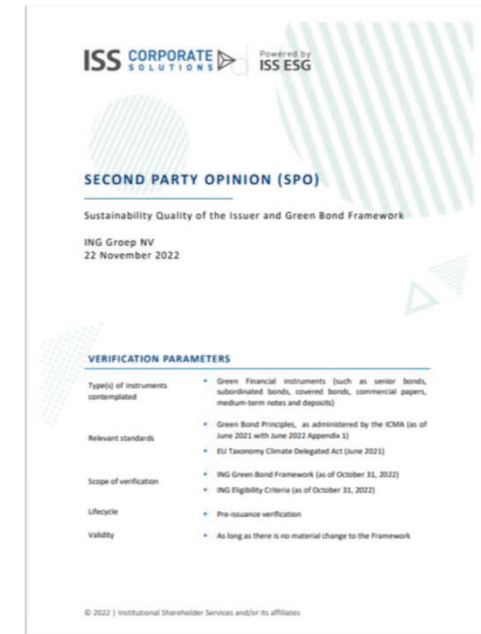 ISS CORPORATE Powered by
SOLUTIONS ISS ESG
SECOND PARTY OPINION (SPO)
Sustainability Quality of the Issuer and Green Bond Framework
ING Groep NV
22 November 2022
VERIFICATION PARAMETERS
Type(s) of instruments
contemplated
• Green Financial instruments (such as senior bonds,
subordinated bonds, covered bonds, commercial papers,
medium-term notes and deposits)
Relevant standards
• Green Bond Principles, as administered by the ICMA (as of
June 2021 with June 2022 Appendix 1)
• EU Taxonomy Climate Delegated Act (June 2021)
Scope of verification
• ING Green Bond Framework (as of October 31, 2022)
• ING Eligibility Criteria (as of October 31, 2022)
Lifecycle
• Pre-issuance verification
Validity
• As long as there is no material change to the Framework
© 2022 | Institutional Shareholder Services and/or its affiliates